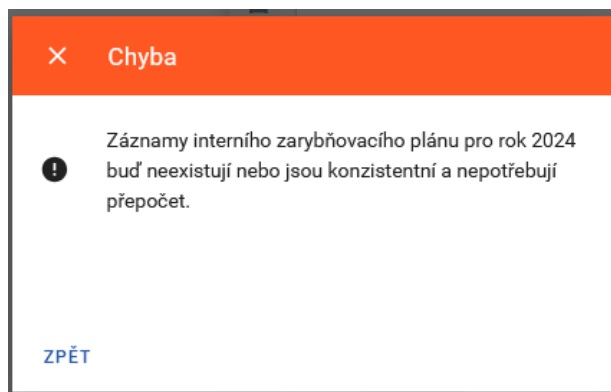 Chyba
Záznamy interního zarybňovacího plánu pro rok 2024
buď neexistují nebo jsou konzistentní a nepotřebují
přepočet.
ZPĚT